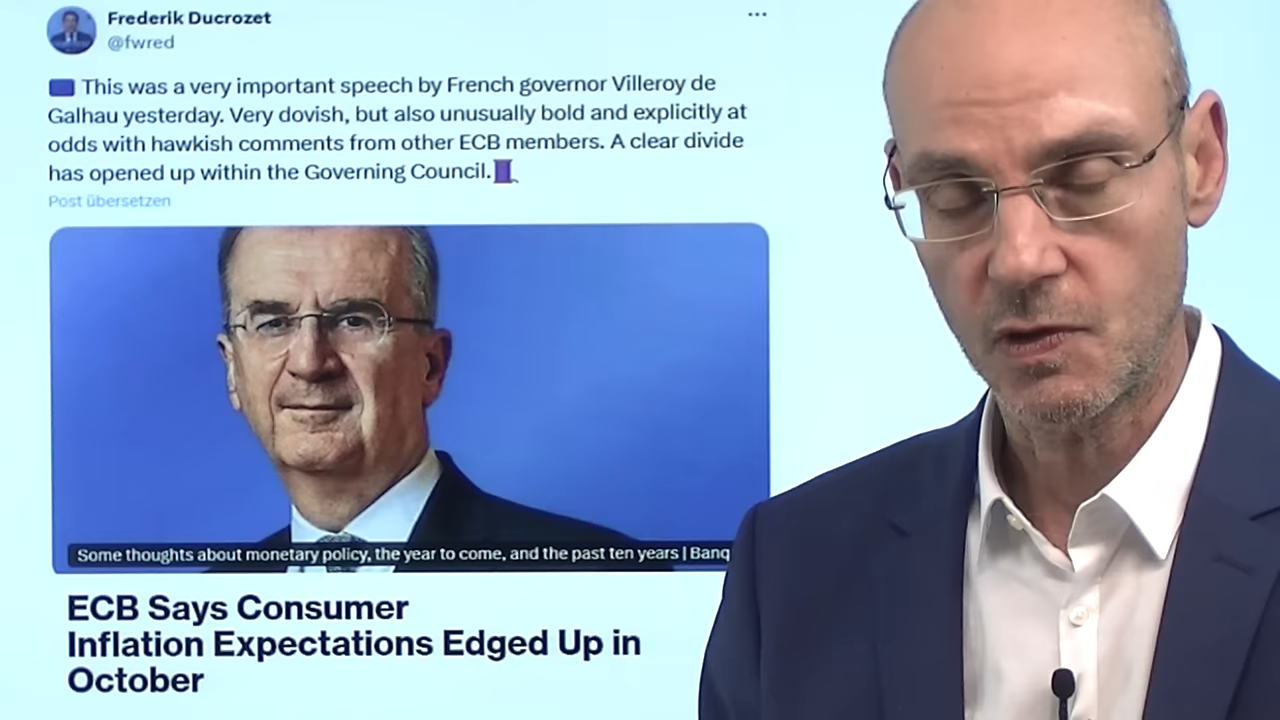 Frederik Ducrozet
@fwred
This was a very important speech by French governor Villeroy de
Galhau yesterday. Very dovish, but also unusually bold and explicitly at
odds with hawkish comments from other ECB members. A clear divide
has opened up within the Governing Council.
Post übersetzen
Some thoughts about monetary policy, the year to come, and the past ten years | Banq
ECB Says Consumer
Inflation Expectations Edged Up in
October